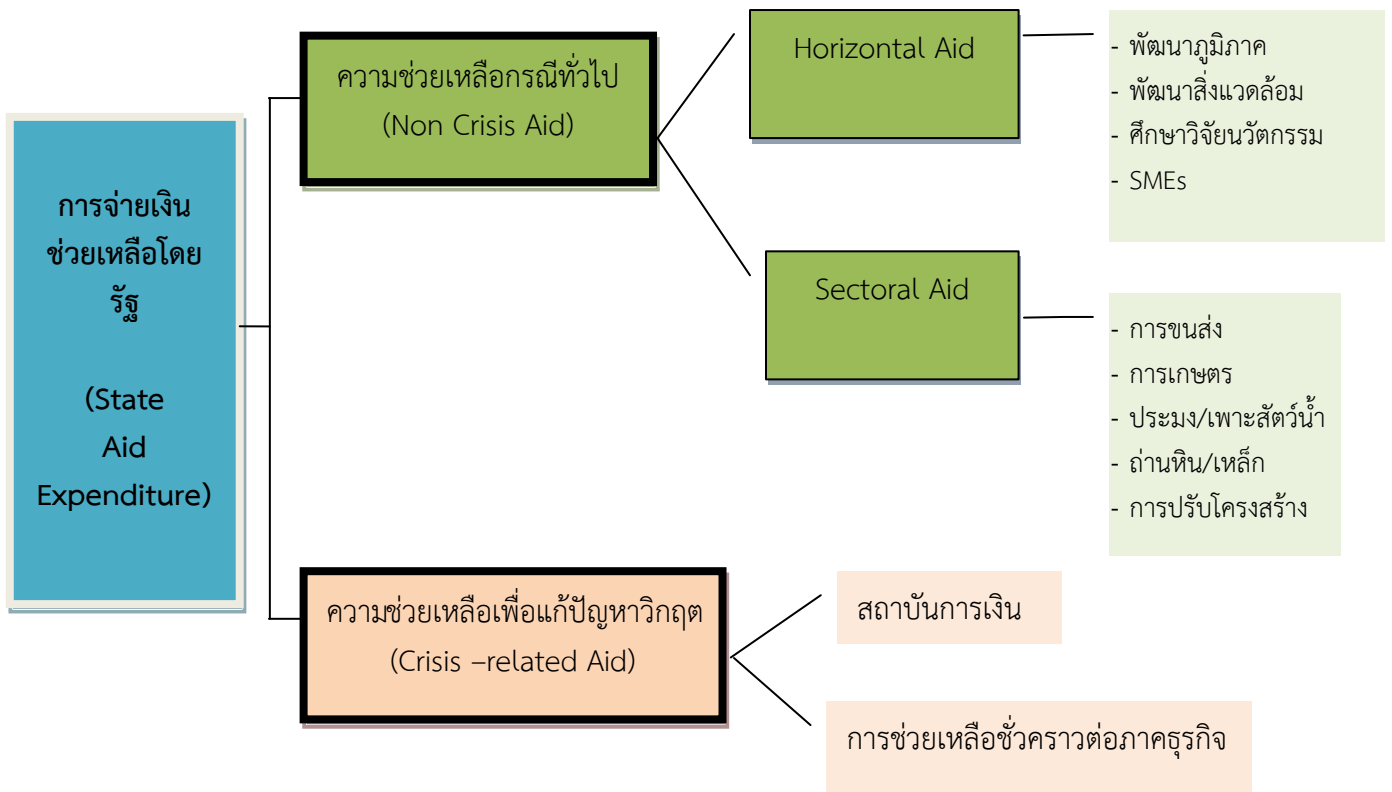 การจ่ายเงิน
ช่วยเหลือโดย
รัฐ
(State
Aid
Expenditure)
ความช่วยเหลือกรณีทั่วไป
(Non Crisis Aid)
Horizontal Aid
- พัฒนาภูมิภาค
- พัฒนาสิ่งแวดล้อม
- ศึกษาวิจัยนวัตกรรม
- SMEs
Sectoral Aid
- การขนส่ง
- การเกษตร
- ประมง/เพาะสัตว์น้ำ
- ถ่านหิน/เหล็ก
- การปรับโครงสร้าง
ความช่วยเหลือเพื่อแก้ปัญหาวิกฤต
(Crisis –related Aid)
สถาบันการเงิน
การช่วยเหลือชั่วคราวต่อภาคธุรกิจ